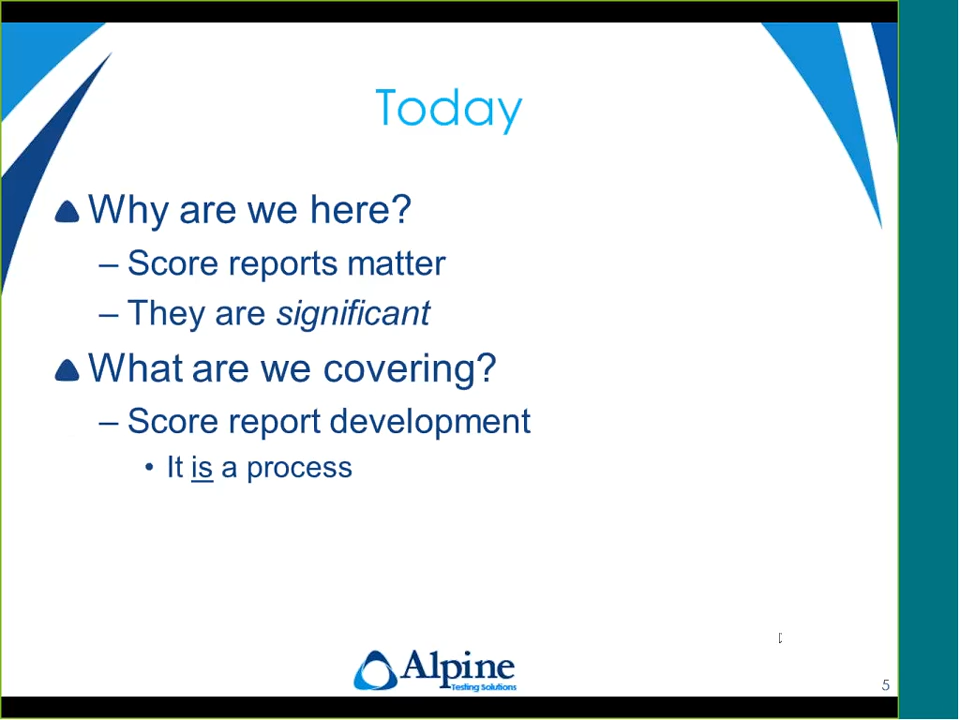 Today
Why are we here?
– Score reports matter
– They are significant
What are we covering?
– Score report development
• It is a process
Alpine
Testing Solutions
5